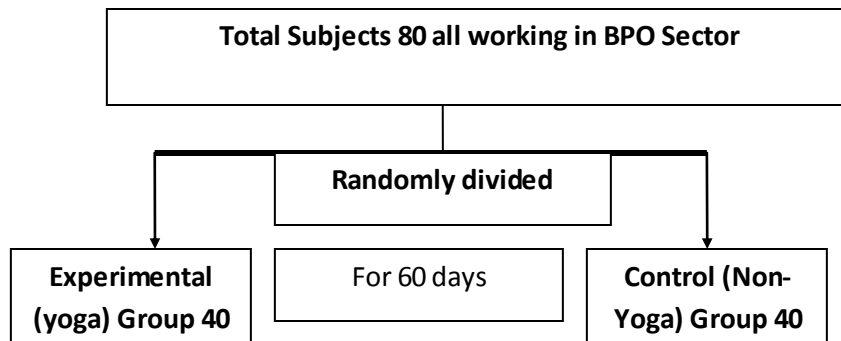 Total Subjects 80 all working in BPO Sector
Randomly divided
Experimental
(yoga) Group 40
For 60 days
Control (Non-
Yoga) Group 40